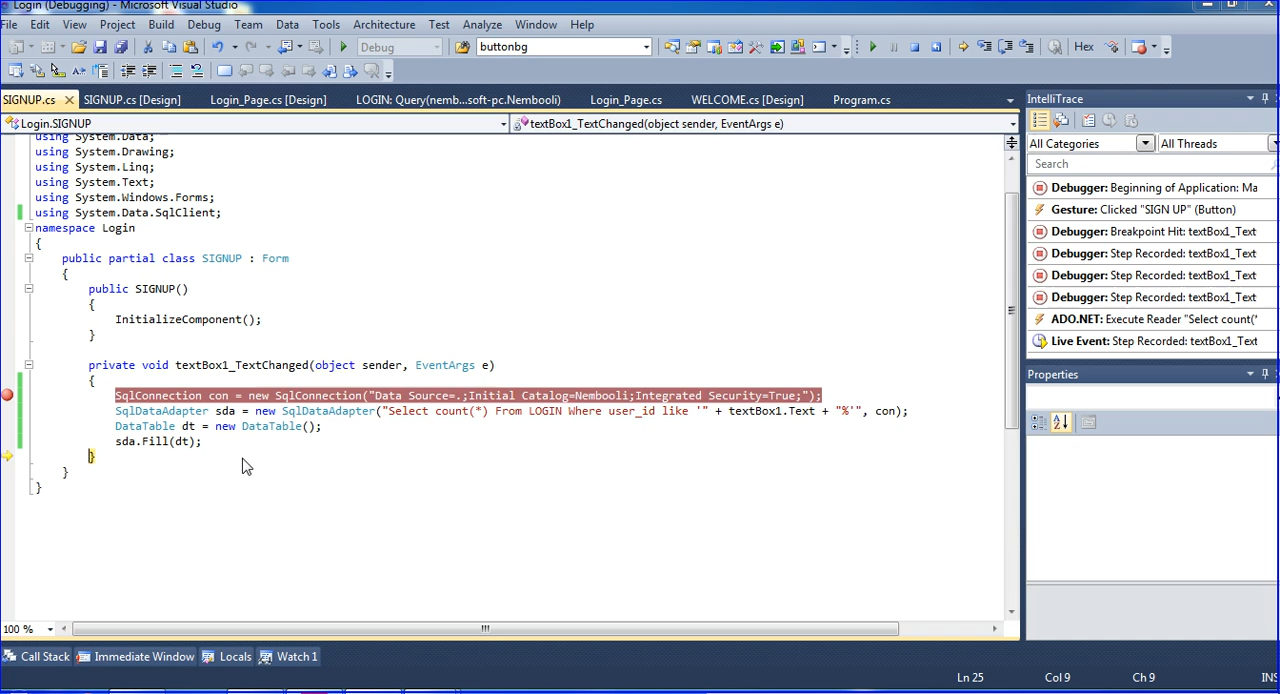 Login (Debugging) - Microsoft Visual Studio
File Edit View Project Build Debug Team Data Tools Architecture Test Analyze Window Help
Debug buttonbg Hex
SIGNUP.cs SIGNUP.cs [Design] Login_Page.cs [Design] LOGIN: Query(nemb...soft-pc.Nembooli) Login_Page.cs WELCOME.cs [Design] Program.cs
Login.SIGNUP textBox1_TextChanged(object sender, EventArgs e)
using System.Data;
using System.Drawing;
using System.Linq;
using System.Text;
using System.Windows.Forms;
using System.Data.SqlClient;
namespace Login
{
public partial class SIGNUP : Form
{
public SIGNUP()
{
InitializeComponent();
}
private void textBox1_TextChanged(object sender, EventArgs e)
{
SqlConnection con = new SqlConnection("Data Source=.;Initial Catalog=Nembooli;Integrated Security=True;");
SqlDataAdapter sda = new SqlDataAdapter("Select count(*) From LOGIN Where user_id like '" + textBox1.Text + "%'", con);
DataTable dt = new DataTable();
sda.Fill(dt);
}
}
}
100 %
IntelliTrace
All Categories All Threads
Search
Debugger: Beginning of Application: Ma
Gesture: Clicked "SIGN UP" (Button)
Debugger: Breakpoint Hit: textBox1_Text
Debugger: Step Recorded: textBox1_Text
Debugger: Step Recorded: textBox1_Text
Debugger: Step Recorded: textBox1_Text
ADO.NET: Execute Reader "Select count(*
Live Event: Step Recorded: textBox1_Text
Properties
Call Stack Immediate Window Locals Watch 1
Ln 25 Col 9 Ch 9 INS